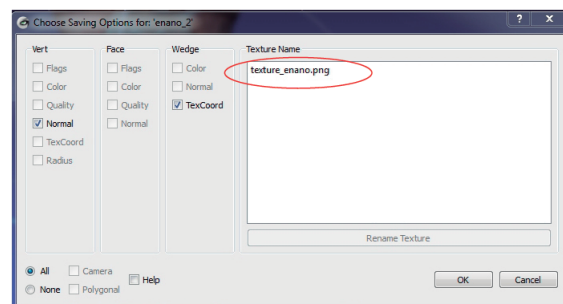 Choose Saving Options for: 'enano_2'
Vert
Flags
Color
Quality
Normal
TexCoord
Radius
Face
Flags
Color
Quality
Normal
Wedge
Color
Normal
TexCoord
Texture Name
texture_enano.png
Rename Texture
All
None
Camera
Polygonal
Help
OK
Cancel